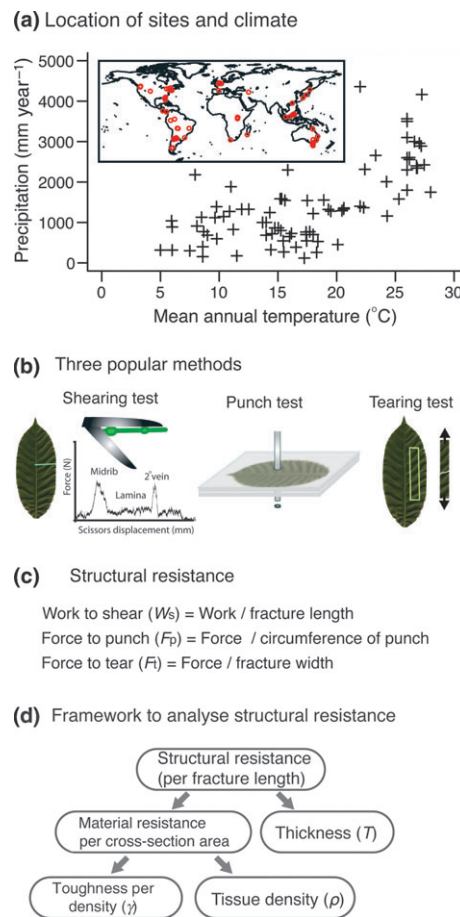 (a) Location of sites and climate
Precipitation (mm year⁻¹)
5000
4000
3000
2000
1000
0
0 5 10 15 20 25 30
Mean annual temperature (°C)
(b) Three popular methods
Shearing test
Punch test
Tearing test
Force (N)
Midrib
Lamina
2°vein
Scissors displacement (mm)
(c) Structural resistance
Work to shear (Ws) = Work / fracture length
Force to punch (Fp) = Force / circumference of punch
Force to tear (Ft) = Force / fracture width
(d) Framework to analyse structural resistance
Structural resistance
(per fracture length)
Material resistance
per cross-section area
Thickness (T)
Toughness per
density (γ)
Tissue density (ρ)